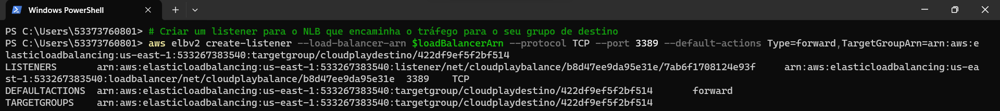 Windows PowerShell
PS C:\Users\53373760801> # Criar um listener para o NLB que encaminha o tráfego para o seu grupo de destino
PS C:\Users\53373760801> aws elbv2 create-listener --load-balancer-arn $loadBalancerArn --protocol TCP --port 3389 --default-actions Type=forward,TargetGroupArn=arn:aws:e
lasticloadbalancing:us-east-1:533267383540:targetgroup/cloudplaydestino/422df9ef5f2bf514
LISTENERS       arn:aws:elasticloadbalancing:us-east-1:533267383540:listener/net/cloudplaybalance/b8d47ee9da95e31e/7ab6f1708124e93f     arn:aws:elasticloadbalancing:us-ea
st-1:533267383540:loadbalancer/net/cloudplaybalance/b8d47ee9da95e31e  3389    TCP
DEFAULTACTIONS  arn:aws:elasticloadbalancing:us-east-1:533267383540:targetgroup/cloudplaydestino/422df9ef5f2bf514       forward
TARGETGROUPS    arn:aws:elasticloadbalancing:us-east-1:533267383540:targetgroup/cloudplaydestino/422df9ef5f2bf514